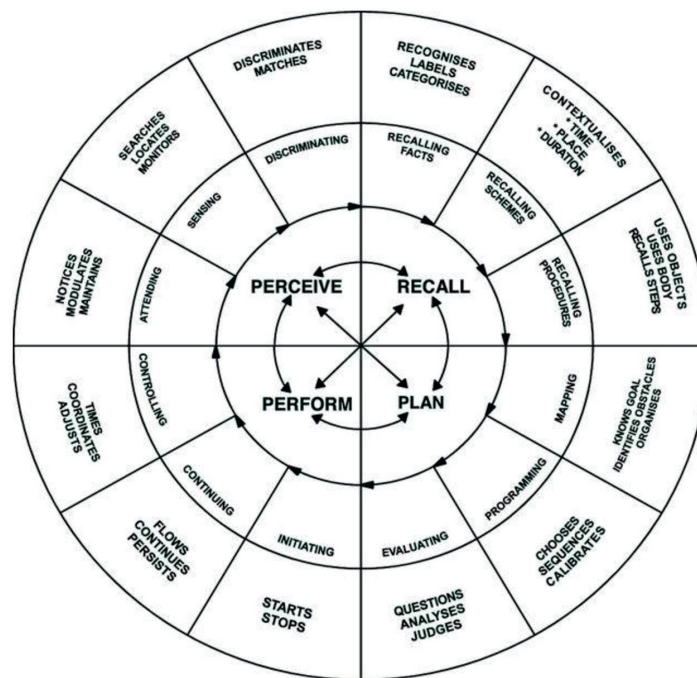 DISCRIMINATES
MATCHES
RECOGNISES
LABELS
CATEGORISES
CONTEXTUALISES
* TIME
* PLACE
* DURATION
USES OBJECTS
USES BODY
RECALLS STEPS
KNOWS GOAL
IDENTIFIES OBSTACLES
ORGANISES
CHOOSES
SEQUENCES
CALIBRATES
QUESTIONS
ANALYSES
JUDGES
STARTS
STOPS
FLOWS
CONTINUES
PERSISTS
TIMES
COORDINATES
ADJUSTS
NOTICES
MODULATES
MAINTAINS
SEARCHES
LOCATES
MONITORS
DISCRIMINATING
RECALLING
FACTS
RECALLING
SCHEMES
RECALLING
PROCEDURES
MAPPING
PROGRAMMING
EVALUATING
INITIATING
CONTINUING
CONTROLLING
ATTENDING
SENSING
PERCEIVE
RECALL
PERFORM
PLAN